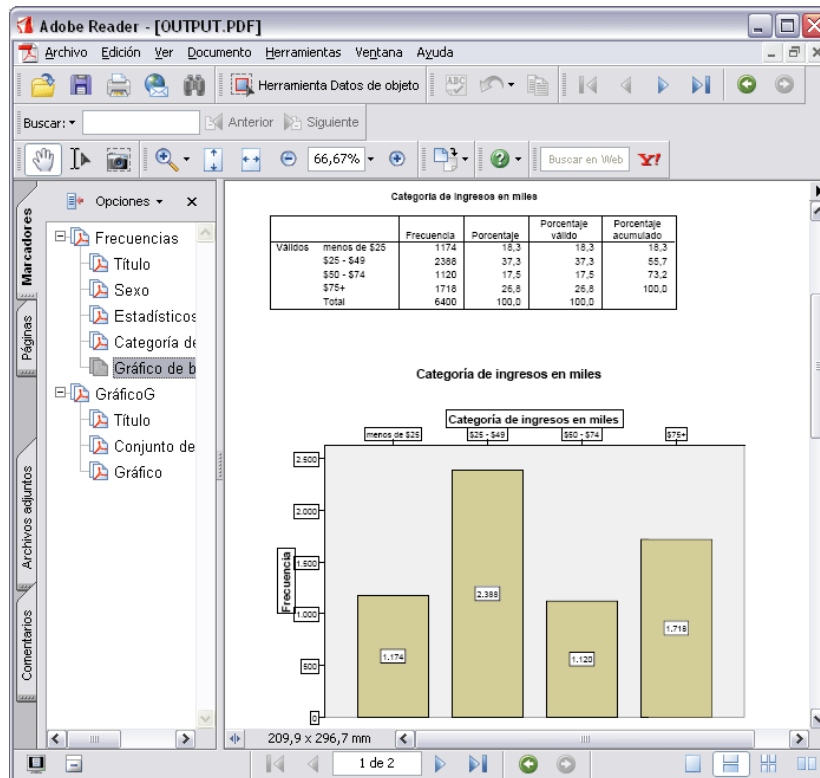 Adobe Reader - [OUTPUT.PDF]
Archivo Edición Ver Documento Herramientas Ventana Ayuda
Herramienta Datos de objeto
Buscar: Anterior Siguiente
66,67% Buscar en Web Y!
Opciones
Marcadores
Páginas
Archivos adjuntos
Comentarios
Frecuencias
Título
Sexo
Estadísticos
Categoría de
Gráfico de b
GráficoG
Título
Conjunto de
Gráfico
Categoría de ingresos en miles
Frecuencia Porcentaje Porcentaje válido Porcentaje acumulado
Válidos menos de $25 1174 18,3 18,3 18,3
$25 - $49 2388 37,3 37,3 55,7
$50 - $74 1120 17,5 17,5 73,2
$75+ 1718 26,8 26,8 100,0
Total 6400 100,0 100,0
Categoría de ingresos en miles
Categoría de ingresos en miles
menos de $25 $25 - $49 $50 - $74 $75+
Frecuencia
2.500
2.000
1.500
1.000
500
0
1.174
2.388
1.120
1.718
209,9 x 296,7 mm
1 de 2